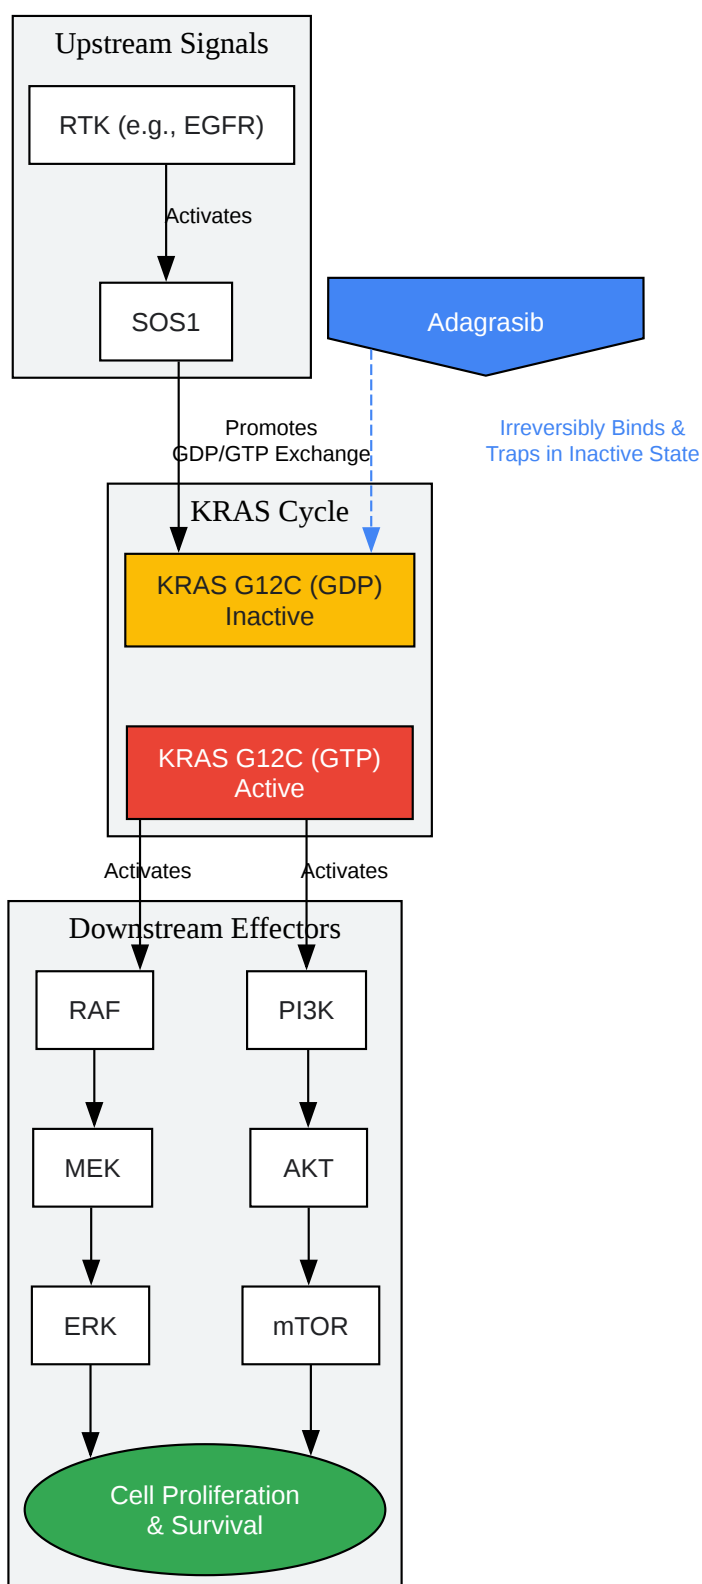 Upstream Signals
RTK (e.g., EGFR)
Activates
SOS1
Adagrasib
Promotes
GDP/GTP Exchange
Irreversibly Binds &
Traps in Inactive State
KRAS Cycle
KRAS G12C (GDP)
Inactive
KRAS G12C (GTP)
Active
Activates
Activates
Downstream Effectors
RAF
PI3K
MEK
AKT
ERK
mTOR
Cell Proliferation
& Survival